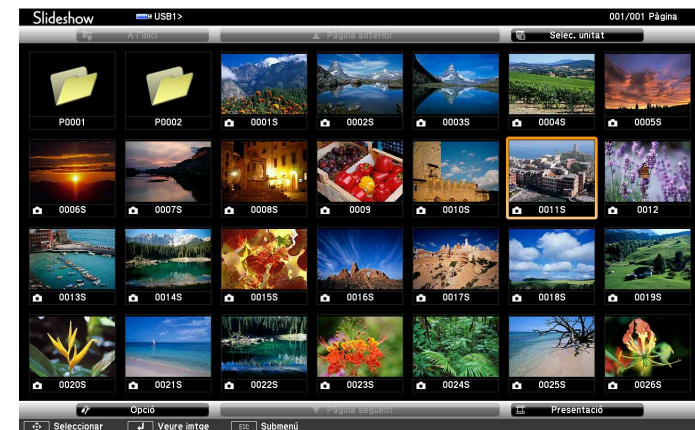 Slideshow USB1> 001/001 Pàgina
A l'inici Pàgina anterior Selec. unitat
P0001 P0002 0001S 0002S 0003S 0004S 0005S
0006S 0007S 0008S 0009 0010S 0011S 0012
0013S 0014S 0015S 0016S 0017S 0018S 0019S
0020S 0021S 0022S 0023S 0024S 0025S 0026S
Opció Pàgina següent Presentació
Seleccionar Veure imtge ESC Submenú